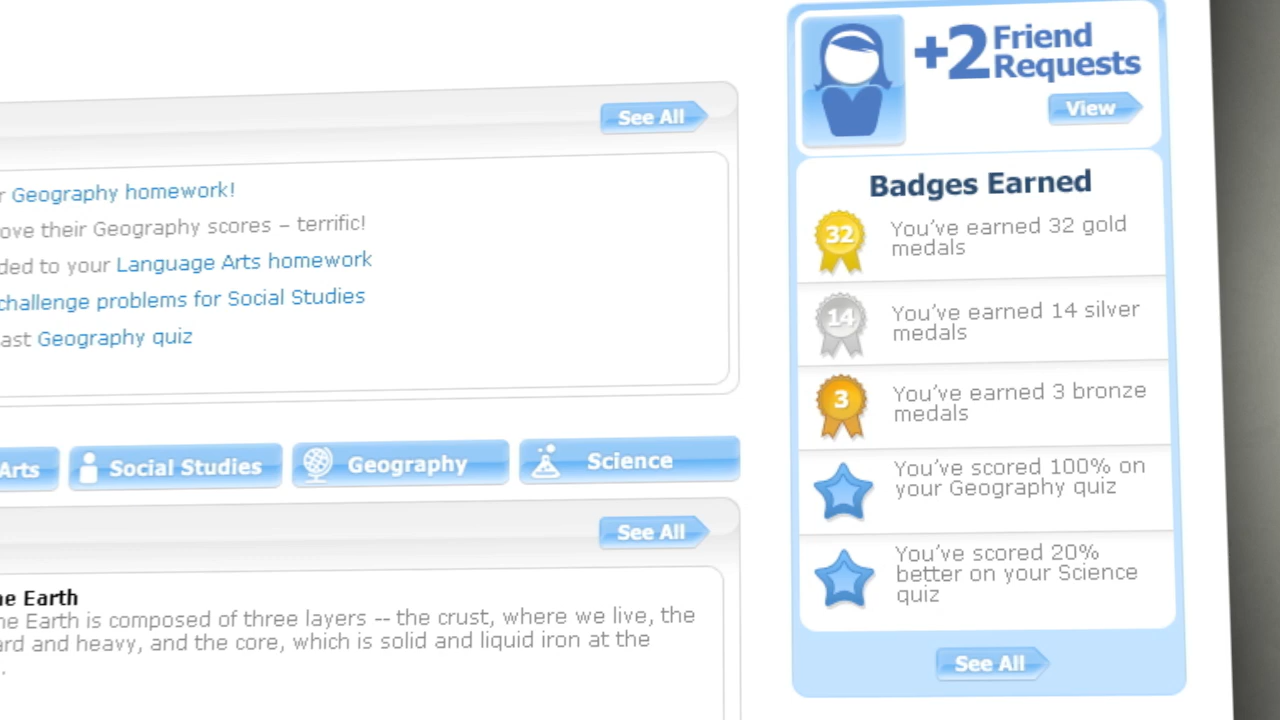 See All
r Geography homework!
ove their Geography scores – terrific!
ded to your Language Arts homework
challenge problems for Social Studies
ast Geography quiz
Arts
Social Studies
Geography
Science
See All
he Earth
he Earth is composed of three layers -- the crust, where we live, the
ard and heavy, and the core, which is solid and liquid iron at the
.
+2 Friend
Requests
View
Badges Earned
32
You've earned 32 gold
medals
14
You've earned 14 silver
medals
3
You've earned 3 bronze
medals
You've scored 100% on
your Geography quiz
You've scored 20%
better on your Science
quiz
See All